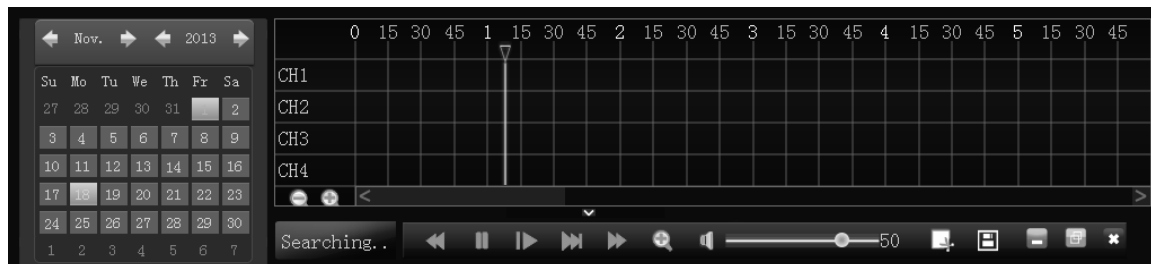 Nov. 2013
Su Mo Tu We Th Fr Sa
27 28 29 30 31 1 2
3 4 5 6 7 8 9
10 11 12 13 14 15 16
17 18 19 20 21 22 23
24 25 26 27 28 29 30
1 2 3 4 5 6 7
0 15 30 45 1 15 30 45 2 15 30 45 3 15 30 45 4 15 30 45 5 15 30 45
CH1
CH2
CH3
CH4
Searching..
50